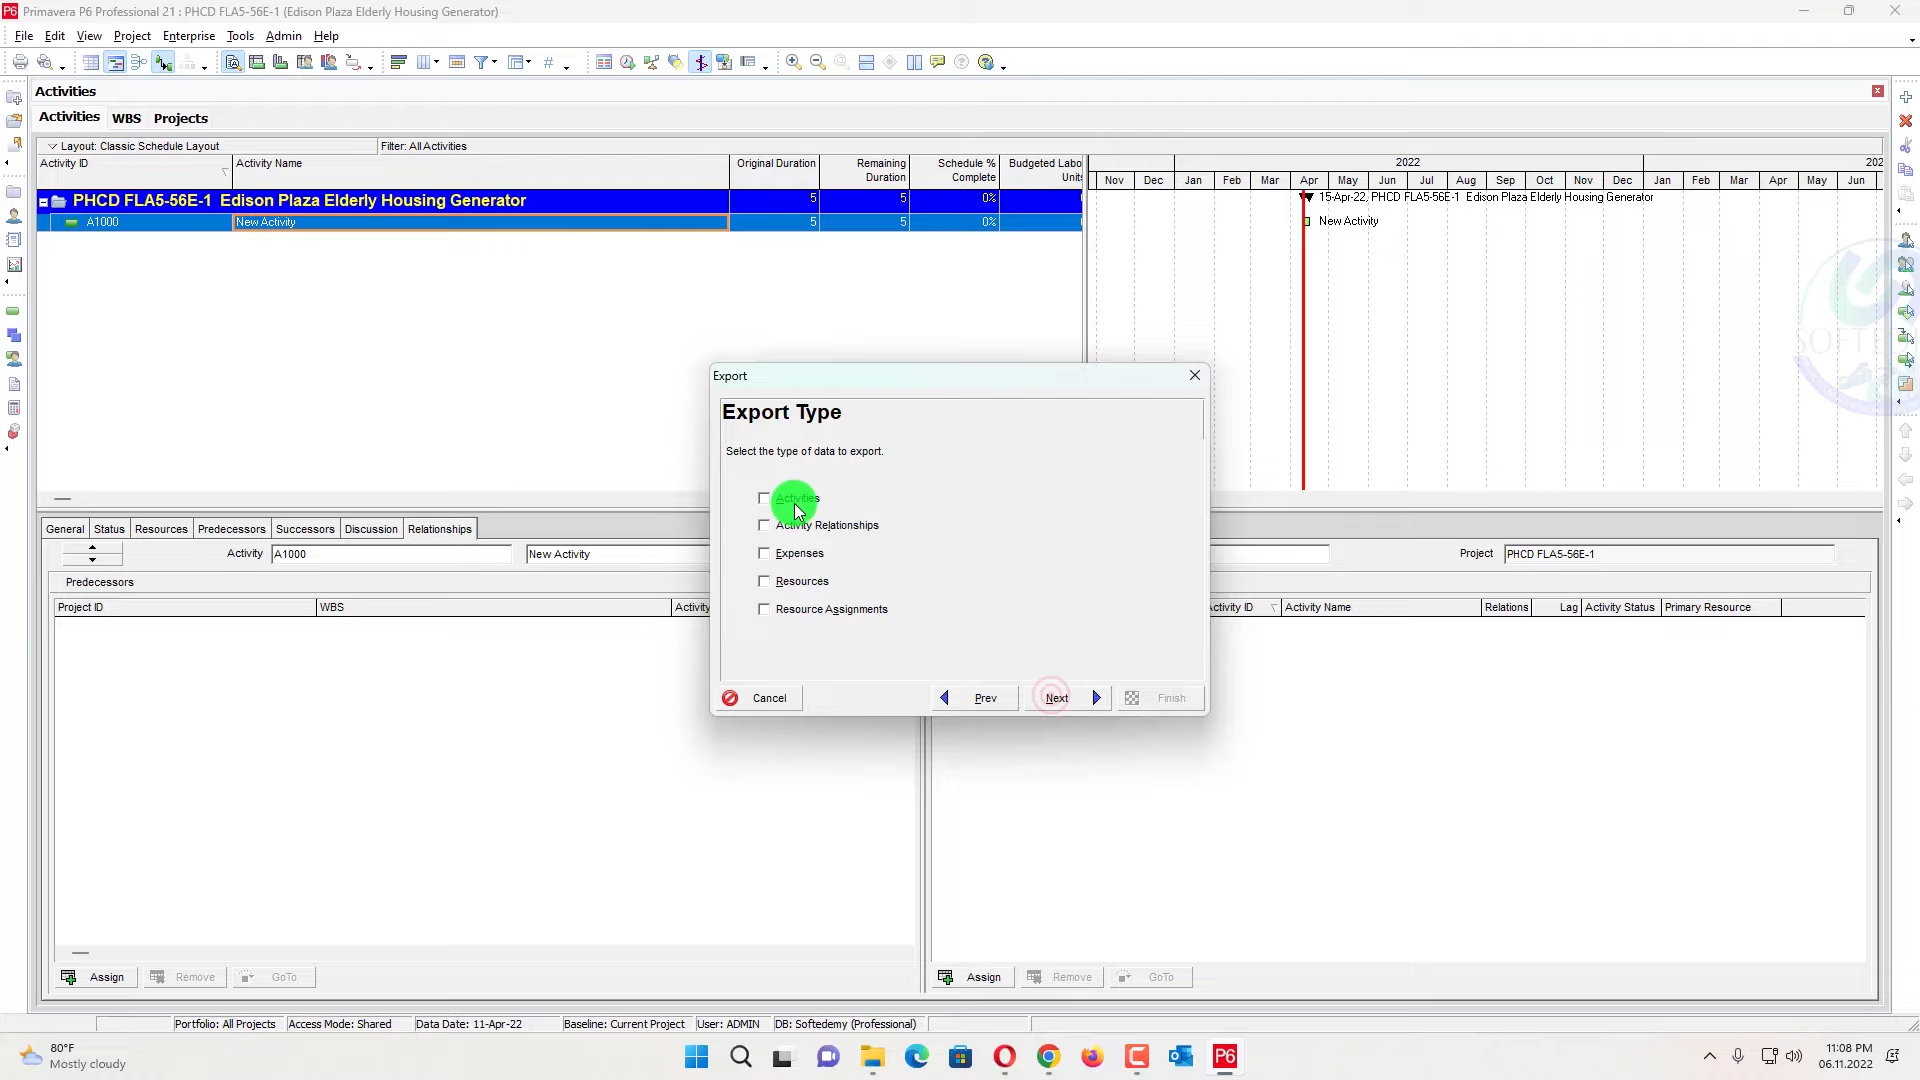 Primavera P6 Professional 21 : PHCD FLA5-56E-1 (Edison Plaza Elderly Housing Generator)
File Edit View Project Enterprise Tools Admin Help
Activities
Activities WBS Projects
Layout: Classic Schedule Layout Filter: All Activities
Activity ID Activity Name Original Duration Remaining Duration Schedule % Complete Budgeted Labo Units
2022
Nov Dec Jan Feb Mar Apr May Jun Jul Aug Sep Oct Nov Dec Jan Feb Mar Apr May Jun
PHCD FLA5-56E-1 Edison Plaza Elderly Housing Generator 5 5 0%
15-Apr-22, PHCD FLA5-56E-1 Edison Plaza Elderly Housing Generator
A1000 New Activity 5 5 0%
New Activity
Export
Export Type
Select the type of data to export.
Activities
Activity Relationships
Expenses
Resources
Resource Assignments
Cancel Prev Next Finish
General Status Resources Predecessors Successors Discussion Relationships
Activity A1000 New Activity Project PHCD FLA5-56E-1
Predecessors
Project ID WBS Activity
Activity ID Activity Name Relations Lag Activity Status Primary Resource
Assign Remove GoTo
Assign Remove GoTo
Portfolio: All Projects Access Mode: Shared Data Date: 11-Apr-22 Baseline: Current Project User: ADMIN DB: Softedemy (Professional)
80°F
Mostly cloudy
11:08 PM
06.11.2022